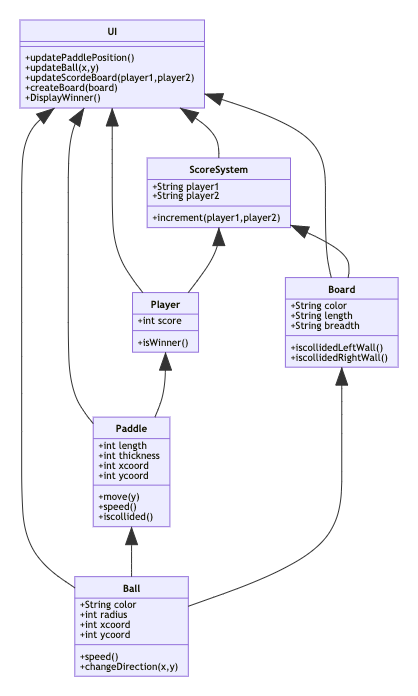 UI
+updatePaddlePosition()
+updateBall(x,y)
+updateScordeBoard(player1,player2)
+createBoard(board)
+DisplayWinner()
ScoreSystem
+String player1
+String player2
+increment(player1,player2)
Board
+String color
+String length
+String breadth
+iscollidedLeftWall()
+iscollidedRightWall()
Player
+int score
+isWinner()
Paddle
+int length
+int thickness
+int xcoord
+int ycoord
+move(y)
+speed()
+iscollided()
Ball
+String color
+int radius
+int xcoord
+int ycoord
+speed()
+changeDirection(x,y)